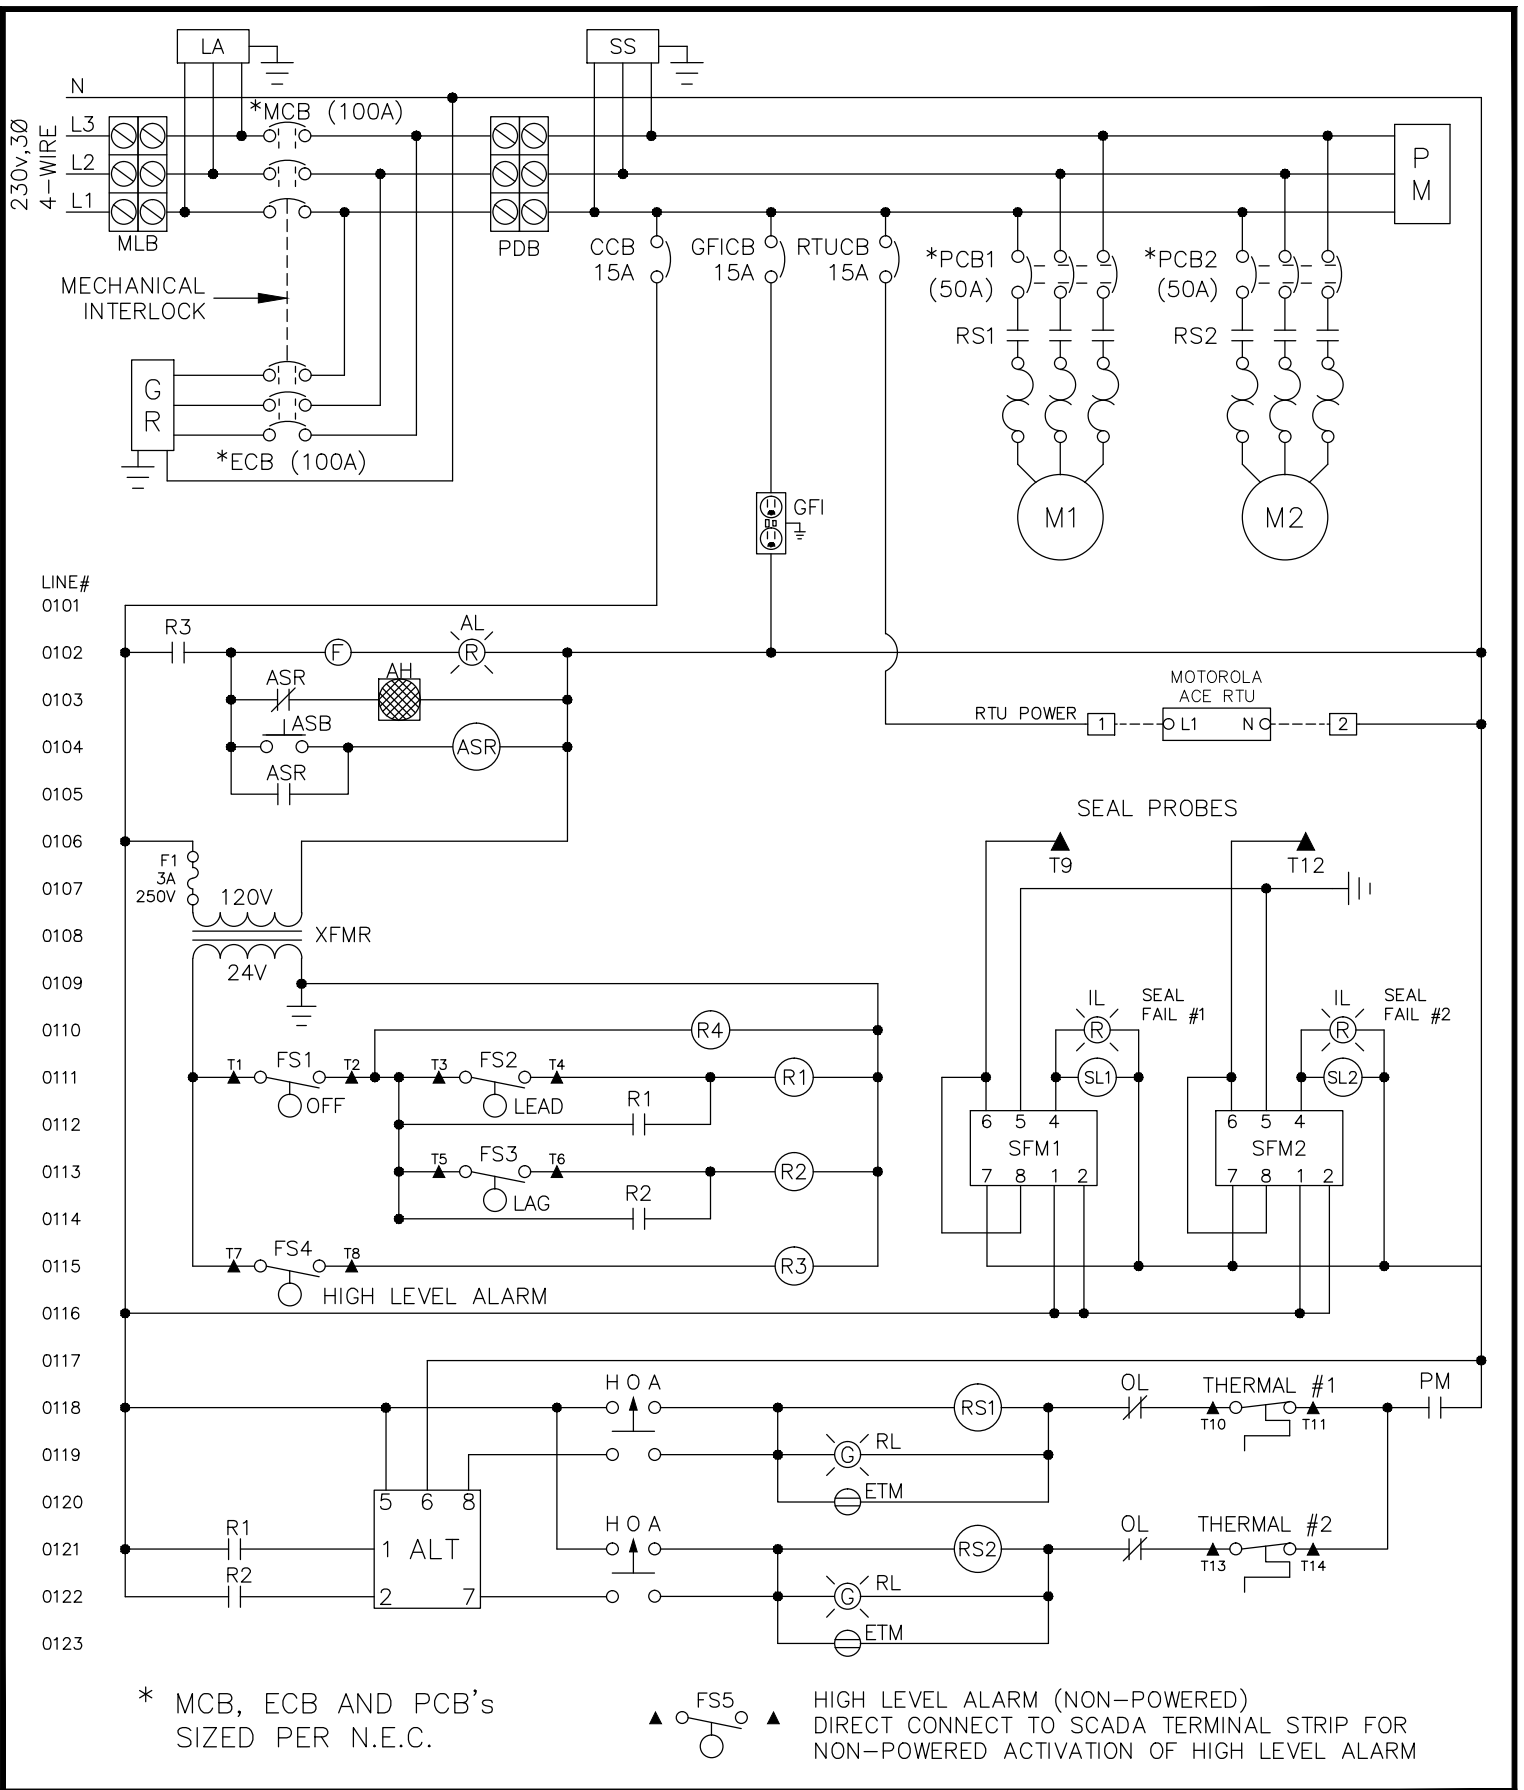 LA
SS
N
*MCB (100A)
230v,3Ø
4-WIRE
L3
L2
L1
P
M
MLB
PDB
CCB
15A
GFICB
15A
RTUCB
15A
*PCB1
(50A)
*PCB2
(50A)
MECHANICAL
INTERLOCK
RS1
RS2
G
R
*ECB (100A)
GFI
M1
M2
LINE#
0101
R3
AL
0102
F
R
ASR
AH
0103
MOTOROLA
ACE RTU
RTU POWER
1
L1
N
2
ASB
0104
ASR
ASR
0105
SEAL PROBES
0106
F1
3A
250V
T9
T12
0107
120V
0108
XFMR
24V
0109
IL
SEAL
FAIL #1
IL
SEAL
FAIL #2
0110
R4
R
R
0111
T1
FS1
T2
T3
FS2
T4
R1
SL1
SL2
OFF
LEAD
R1
0112
6
5
4
SFM1
6
5
4
SFM2
0113
T5
FS3
T6
R2
7
8
1
2
7
8
1
2
LAG
R2
0114
0115
T7
FS4
T8
R3
HIGH LEVEL ALARM
0116
0117
H O A
OL
THERMAL #1
PM
0118
RS1
T10
T11
0119
G
RL
0120
5
6
8
ETM
R1
H O A
OL
THERMAL #2
0121
1
ALT
RS2
T13
T14
R2
0122
2
7
G
RL
0123
ETM
* MCB, ECB AND PCB's
SIZED PER N.E.C.
FS5
HIGH LEVEL ALARM (NON-POWERED)
DIRECT CONNECT TO SCADA TERMINAL STRIP FOR
NON-POWERED ACTIVATION OF HIGH LEVEL ALARM